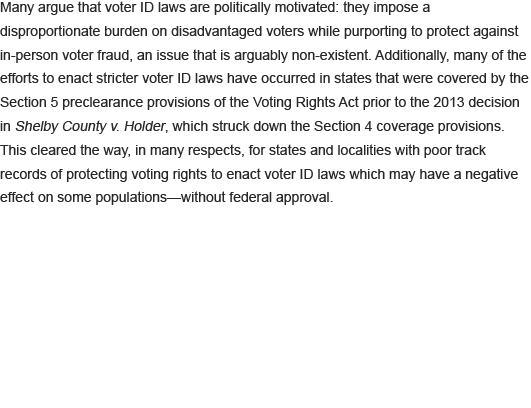 Many argue that voter ID laws are politically motivated: they impose a
disproportionate burden on disadvantaged voters while purporting to protect against
in-person voter fraud, an issue that is arguably non-existent. Additionally, many of the
efforts to enact stricter voter ID laws have occurred in states that were covered by the
Section 5 preclearance provisions of the Voting Rights Act prior to the 2013 decision
in Shelby County v. Holder, which struck down the Section 4 coverage provisions.
This cleared the way, in many respects, for states and localities with poor track
records of protecting voting rights to enact voter ID laws which may have a negative
effect on some populations—without federal approval.